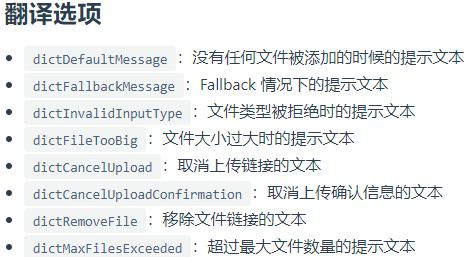 翻译选项
dictDefaultMessage：没有任何文件被添加的时候的提示文本
dictFallbackMessage：Fallback 情况下的提示文本
dictInvalidInputType：文件类型被拒绝时的提示文本
dictFileTooBig：文件大小过大时的提示文本
dictCancelUpload：取消上传链接的文本
dictCancelUploadConfirmation：取消上传确认信息的文本
dictRemoveFile：移除文件链接的文本
dictMaxFilesExceeded：超过最大文件数量的提示文本